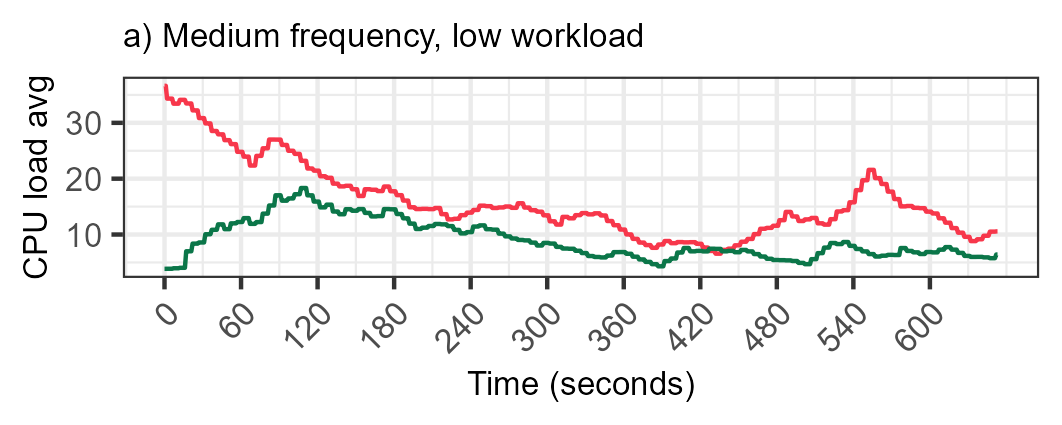 a) Medium frequency, low workload
CPU load avg
30
20
10
0 60 120 180 240 300 360 420 480 540 600
Time (seconds)